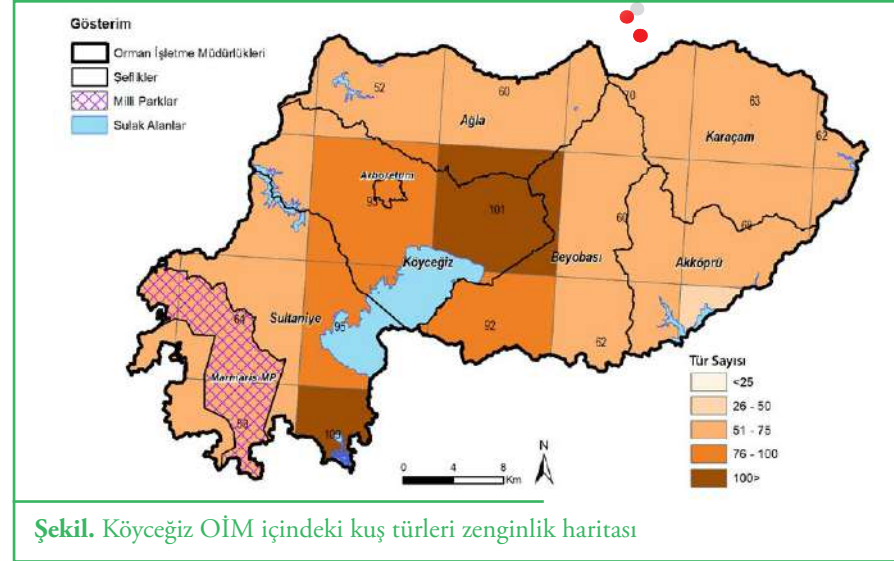 Gösterim
Orman İşletme Müdürlükleri
Şeflikler
Milli Parklar
Sulak Alanlar
52
60
70
63
62
Ağla
Karaçam
Arboretum
93
101
60
69
Köyceğiz
Beyobası
Akköprü
64
Sultaniye
95
92
62
Marmaris MP
Tür Sayısı
<25
26 - 50
51 - 75
76 - 100
100>
N
0 4 8
Km
Şekil. Köyceğiz OİM içindeki kuş türleri zenginlik haritası